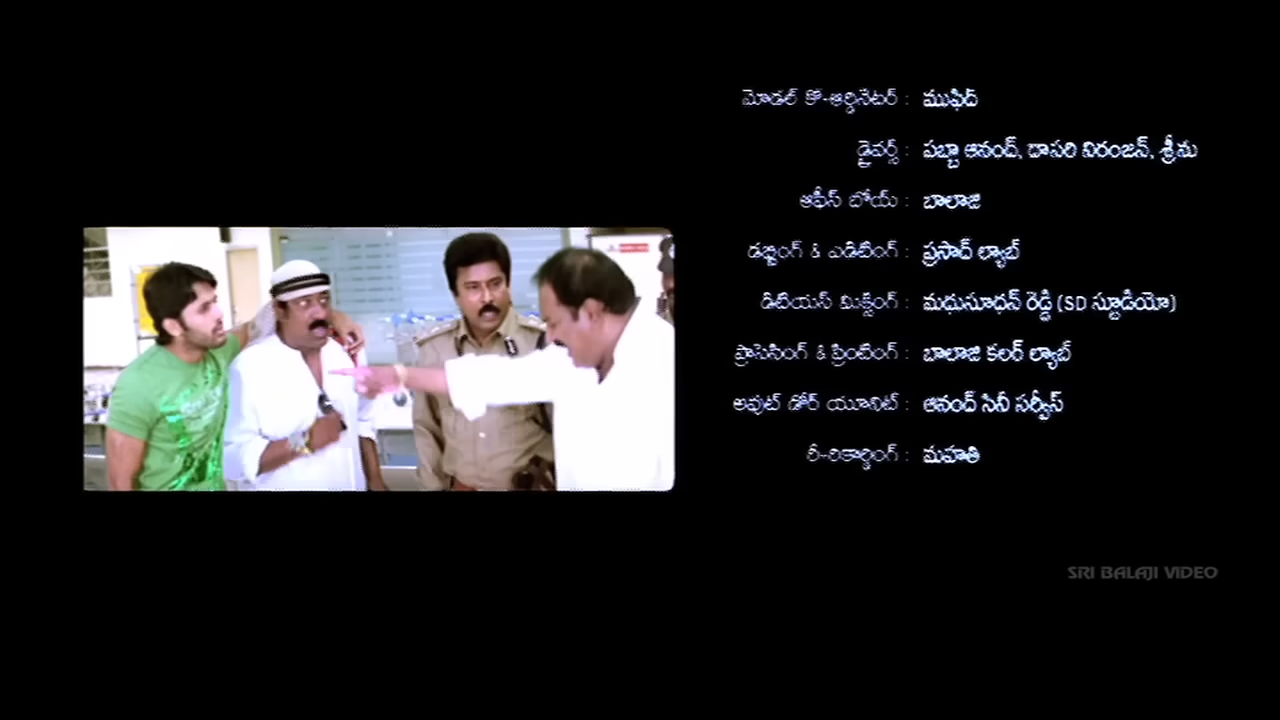 మోడల్ కో-ఆర్డినేటర్ : ముఫిద్
డ్రైవర్స్ : పబ్బా ఆనంద్, దాసరి నిరంజన్, శ్రీను
ఆఫీస్ బోయ్ : బాలాజి
డబ్బింగ్ & ఎడిటింగ్ : ప్రసాద్ ల్యాబ్
డిటియస్ మిక్సింగ్ : మధుసూధన్ రెడ్డి (SD స్టూడియో)
ప్రాసెసింగ్ & ప్రింటింగ్ : బాలాజి కలర్ ల్యాబ్
అవుట్ డోర్ యూనిట్ : ఆనంద్ సినీ సర్వీస్
రీ-రికార్డింగ్ : మహతి
SRI BALAJI VIDEO